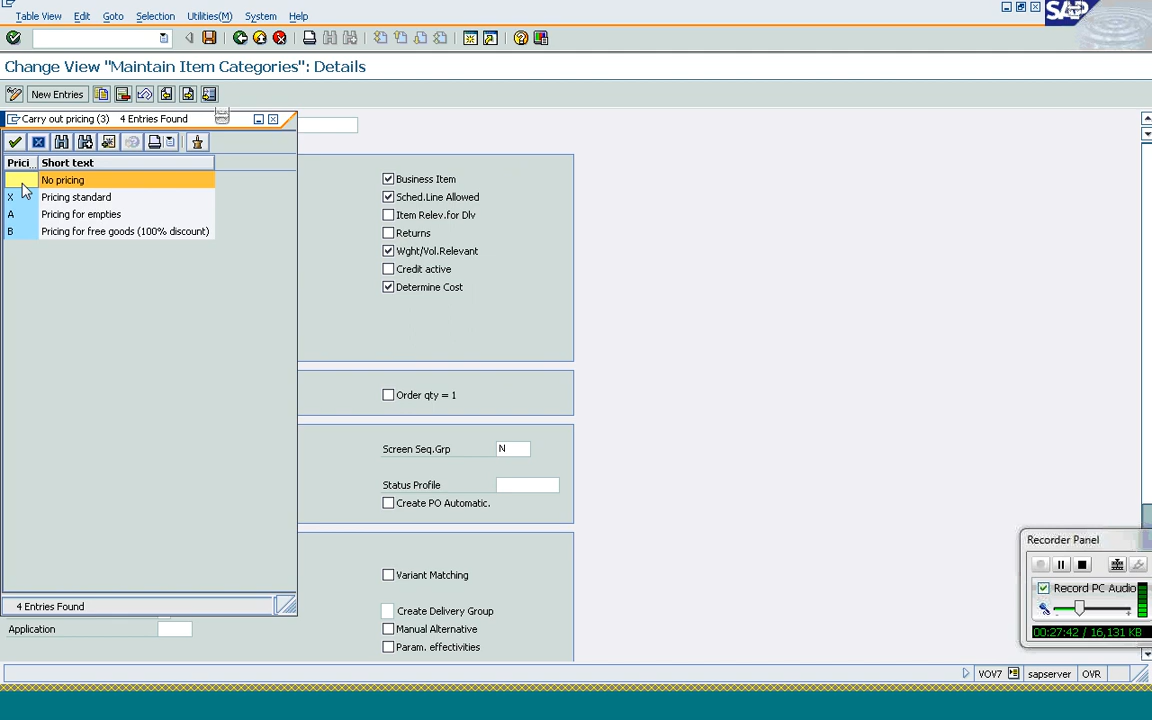 Table View Edit Goto Selection Utilities(M) System Help
SAP
Change View "Maintain Item Categories": Details
New Entries
Carry out pricing (3) 4 Entries Found
Prici... Short text
No pricing
X Pricing standard
A Pricing for empties
B Pricing for free goods (100% discount)
4 Entries Found
Application
Business Item
Sched.Line Allowed
Item Relev.for Dlv
Returns
Wght/Vol.Relevant
Credit active
Determine Cost
Order qty = 1
Screen Seq.Grp N
Status Profile
Create PO Automatic.
Variant Matching
Create Delivery Group
Manual Alternative
Param. effectivities
Recorder Panel
Record PC Audio
00:27:42 / 16,131 KB
VOV7 sapserver OVR